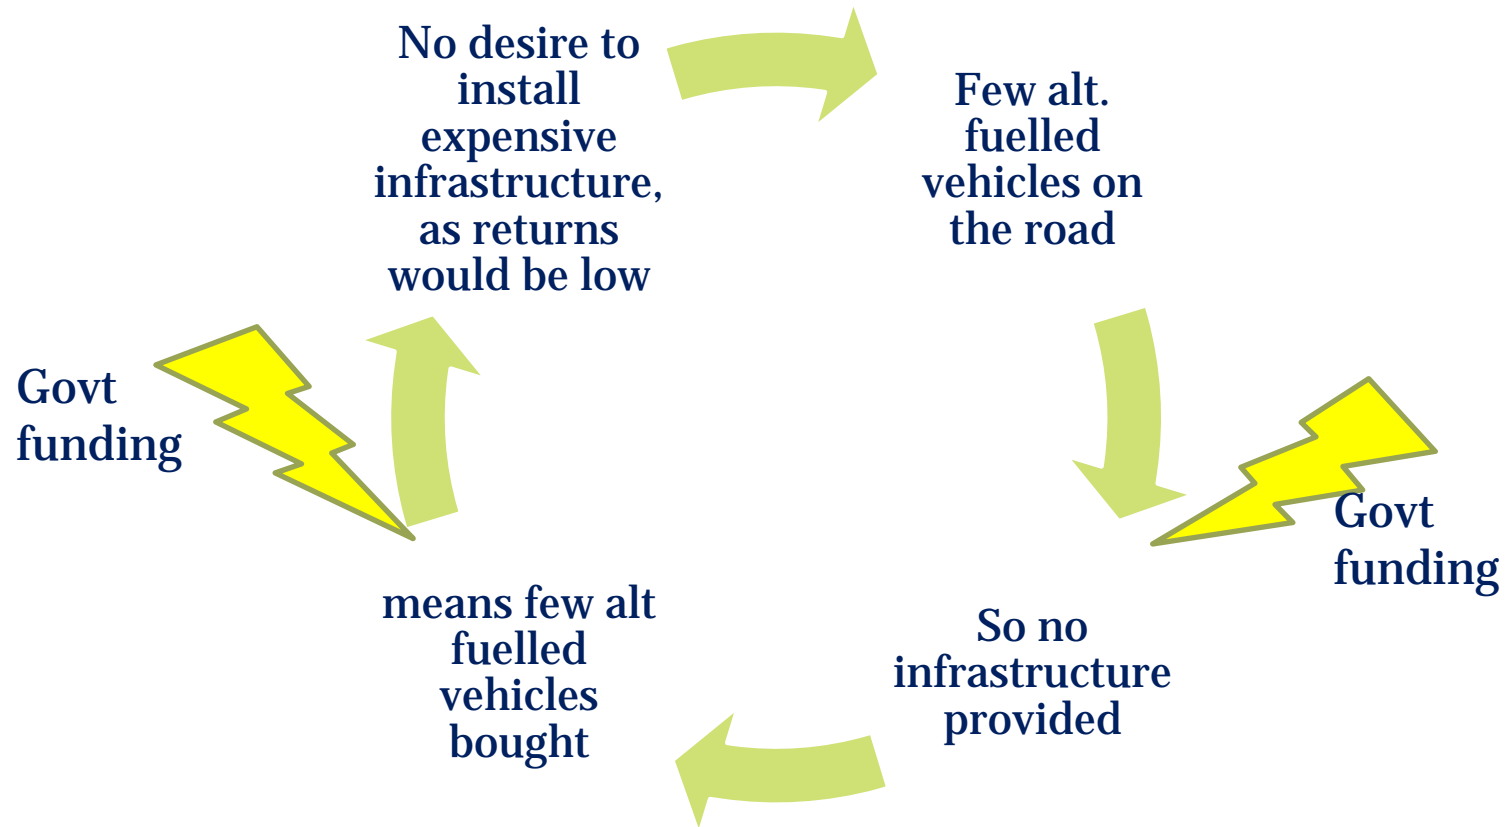 No desire to
install
expensive
infrastructure,
as returns
would be low
Few alt.
fuelled
vehicles on
the road
Govt
funding
Govt
funding
So no
infrastructure
provided
means few alt
fuelled
vehicles
bought